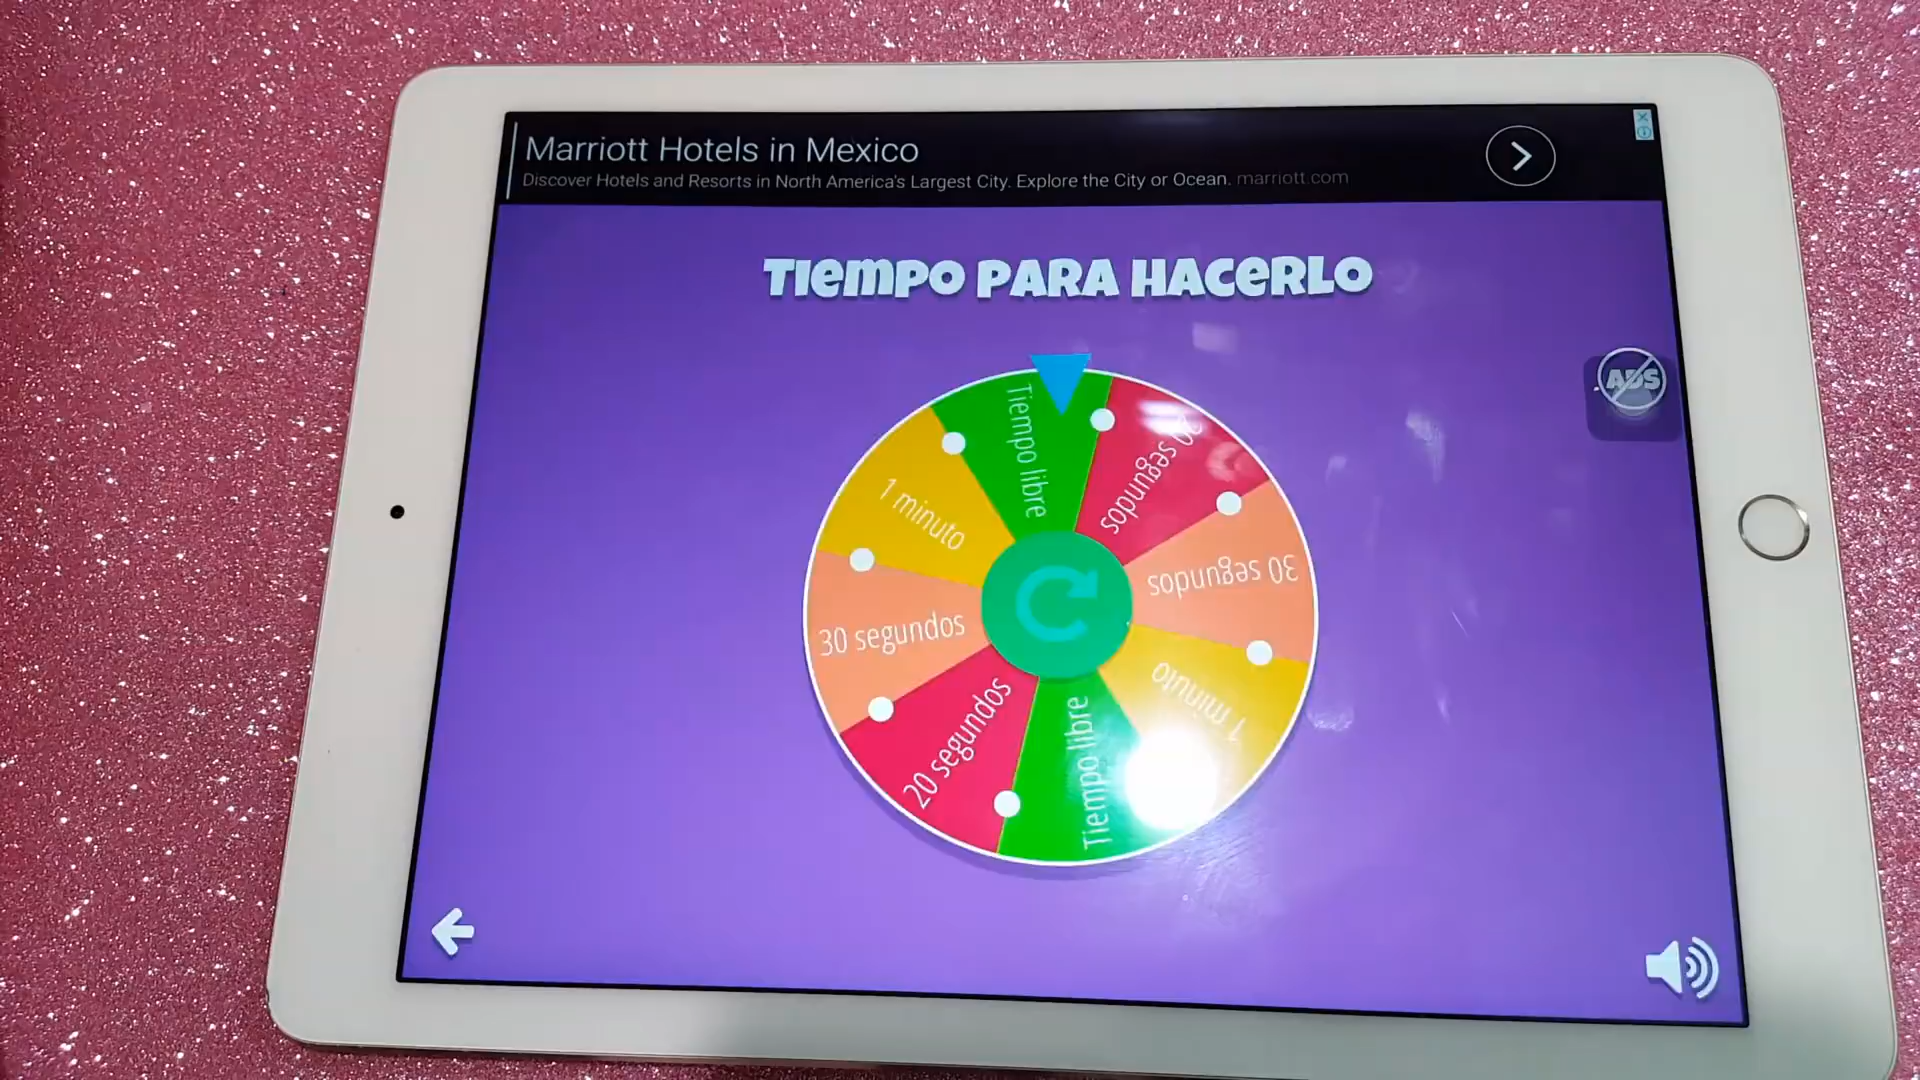 Marriott Hotels in Mexico
Discover Hotels and Resorts in North America's Largest City. Explore the City or Ocean. marriott.com
TIEMPO PARA HACERLO
ADS
Tiempo libre
20 segundos
30 segundos
1 minuto
Tiempo libre
20 segundos
30 segundos
1 minuto